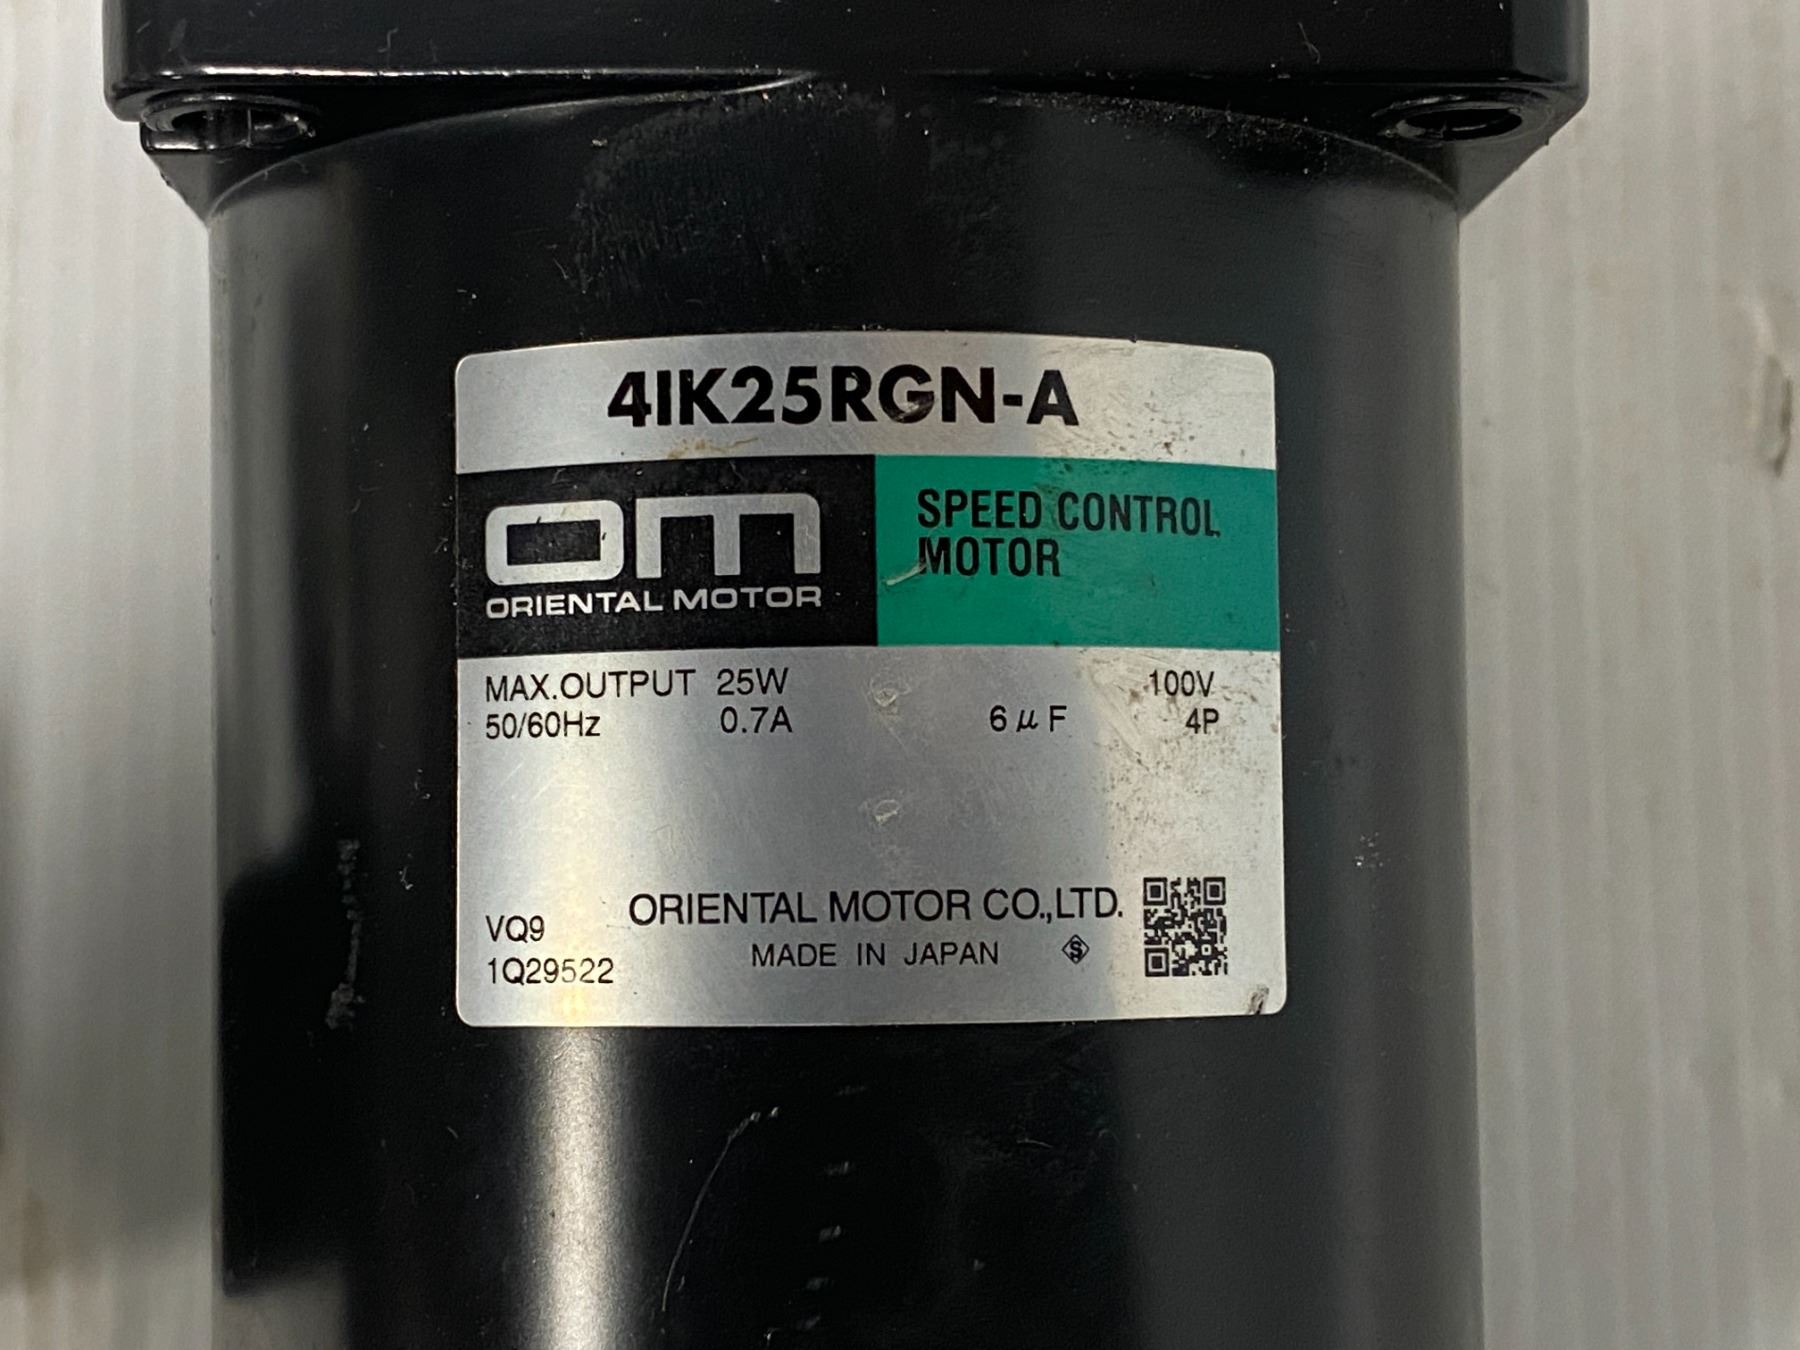 4IK25RGN-A
OM
ORIENTAL MOTOR
SPEED CONTROL
MOTOR
MAX.OUTPUT 25W 100V
50/60Hz 0.7A 6μF 4P
VQ9
1Q29522
ORIENTAL MOTOR CO.,LTD.
MADE IN JAPAN S